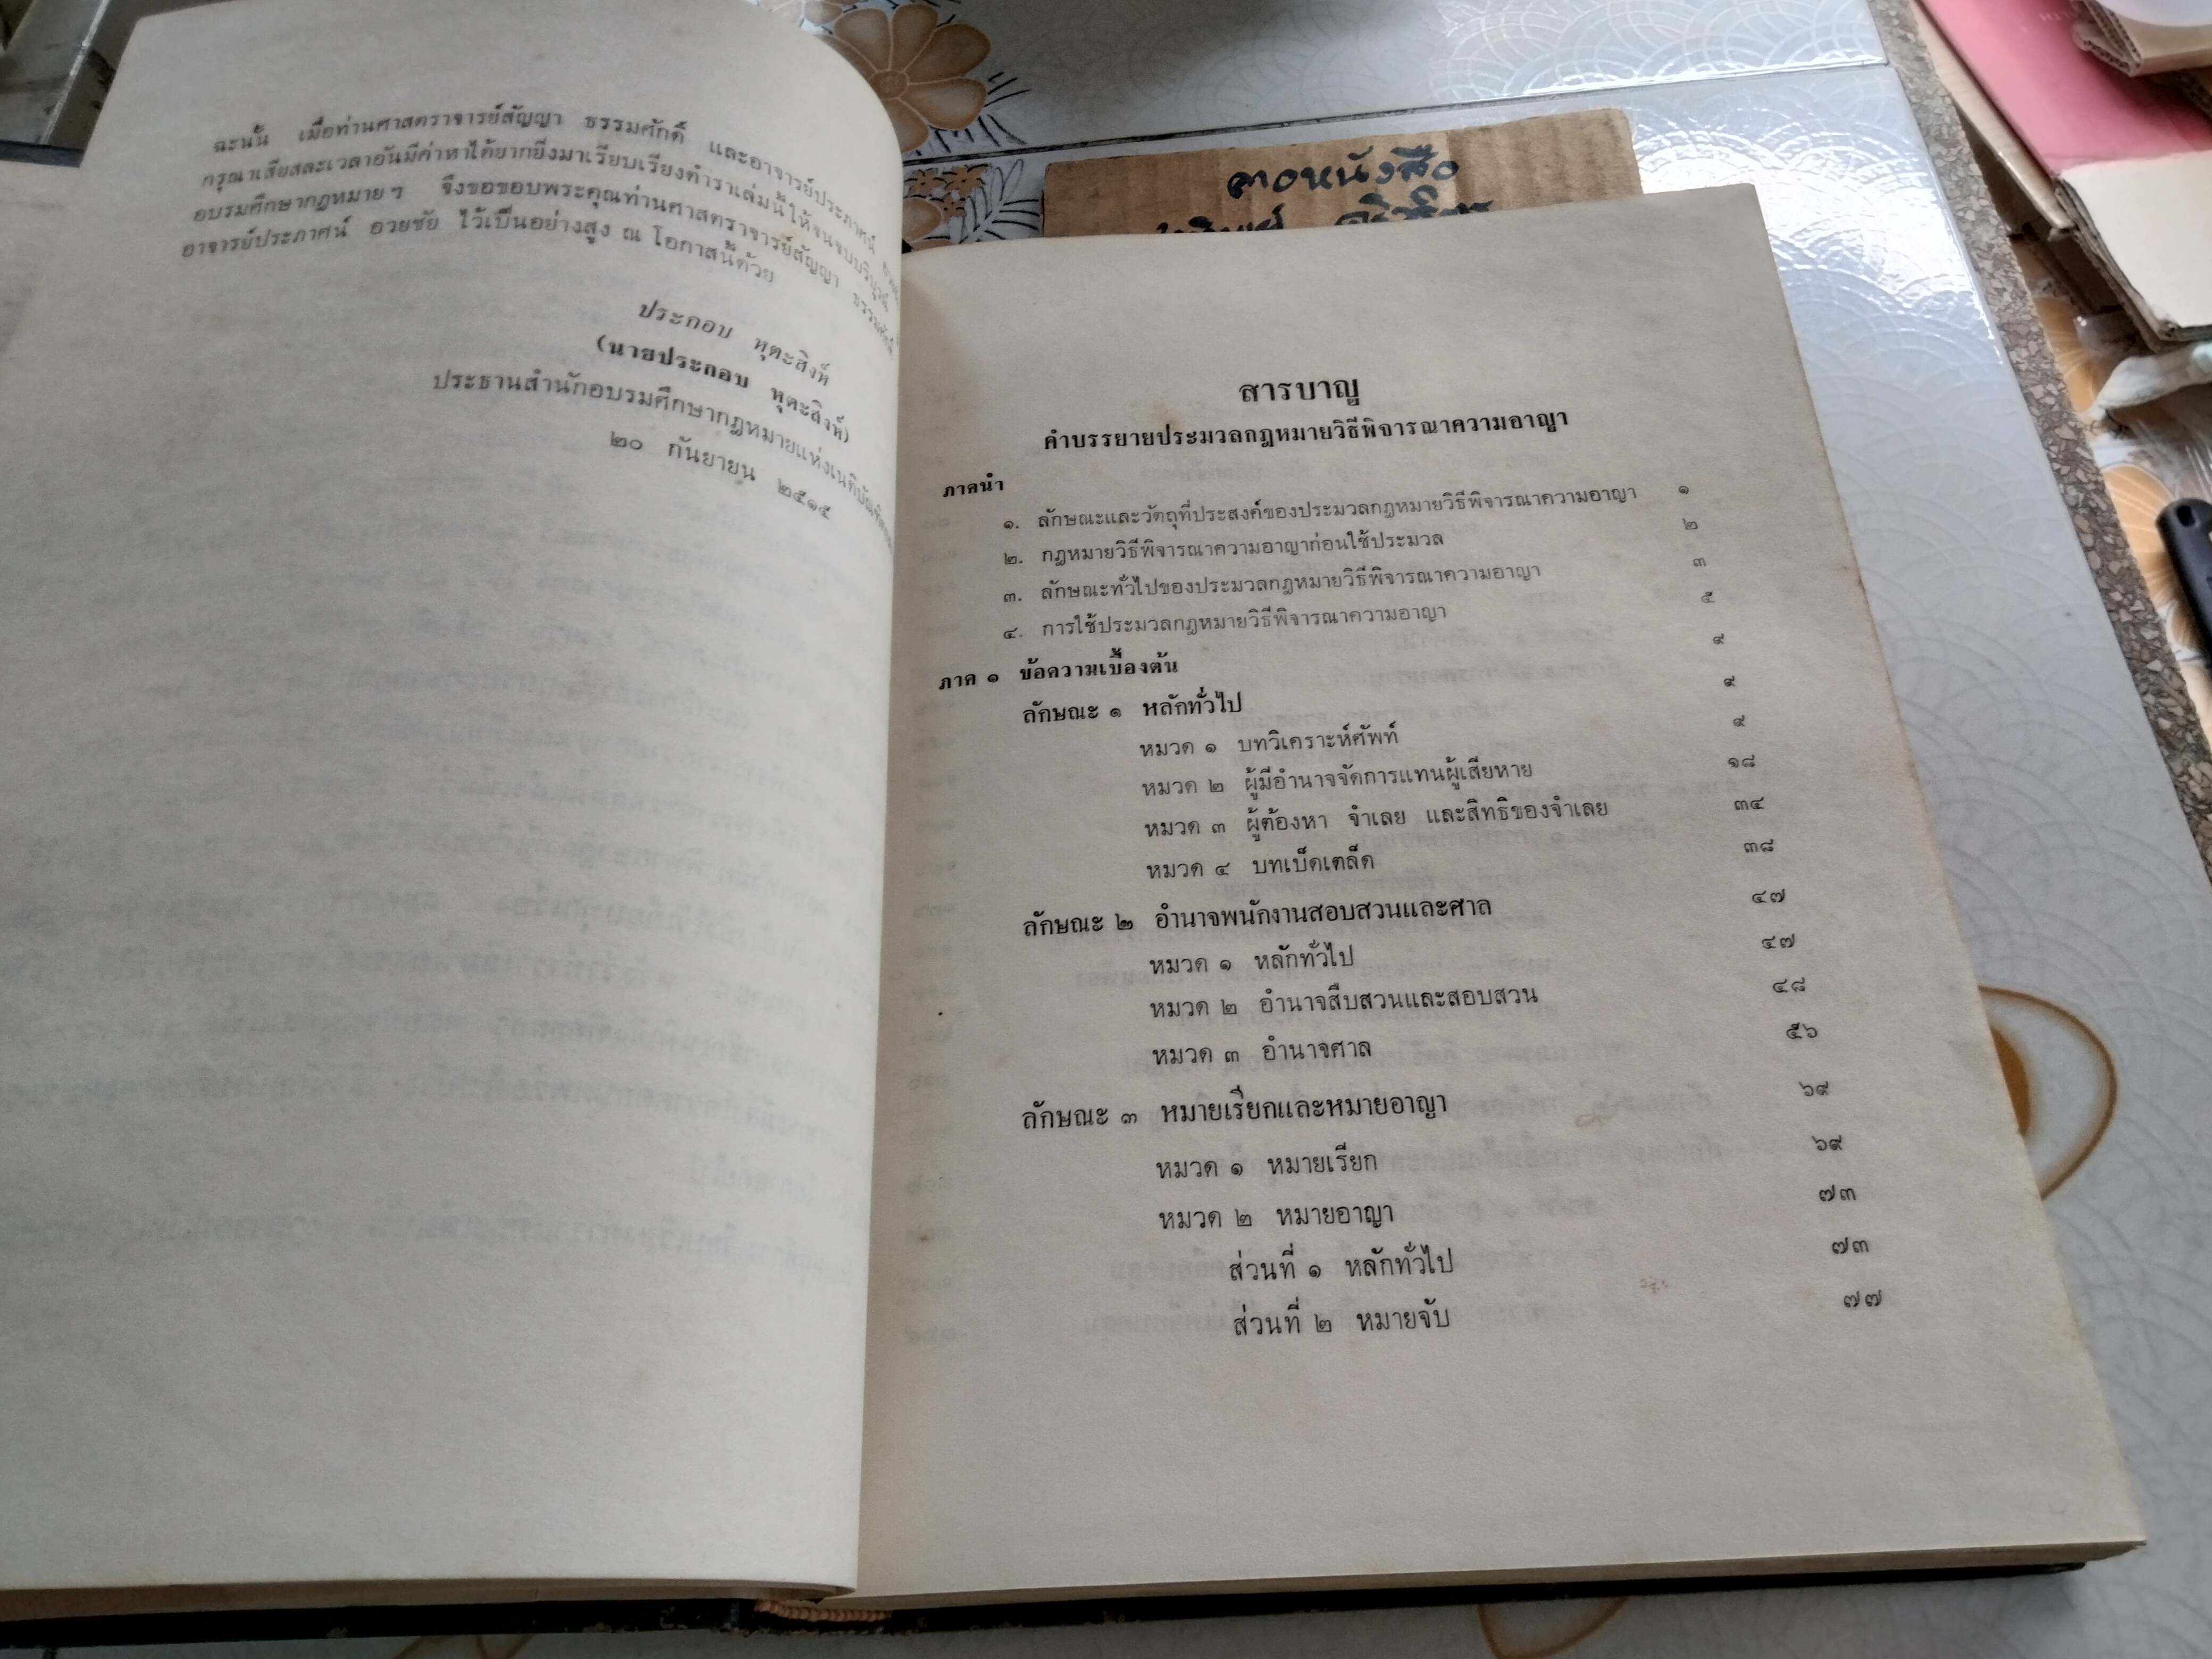 ฉะนั้น เมื่อท่านศาสตราจารย์สัญญา ธรรมศักดิ์ และอาจารย์ประภาศน์
กรุณาเสียสละเวลาอันมีค่าหาได้ยากยิ่งมาเรียบเรียงตำราเล่มนี้ให้จนจบบริบูรณ์
อบรมศึกษากฎหมายฯ จึงขอขอบพระคุณท่านศาสตราจารย์สัญญา ธรรมศักดิ์
อาจารย์ประภาศน์ อวยชัย ไว้เป็นอย่างสูง ณ โอกาสนี้ด้วย
ประกอบ หุตะสิงห์
(นายประกอบ หุตะสิงห์)
ประธานสำนักอบรมศึกษากฎหมายแห่งเนติบัณฑิตยสภา
๒๐ กันยายน ๒๕๑๕
หนังสือ
สารบาญ
คำบรรยายประมวลกฎหมายวิธีพิจารณาความอาญา
ภาคนำ
๑. ลักษณะและวัตถุที่ประสงค์ของประมวลกฎหมายวิธีพิจารณาความอาญา ๑
๒. กฎหมายวิธีพิจารณาความอาญาก่อนใช้ประมวล ๒
๓. ลักษณะทั่วไปของประมวลกฎหมายวิธีพิจารณาความอาญา ๓
๔. การใช้ประมวลกฎหมายวิธีพิจารณาความอาญา ๕
ภาค ๑ ข้อความเบื้องต้น ๙
ลักษณะ ๑ หลักทั่วไป ๙
หมวด ๑ บทวิเคราะห์ศัพท์ ๙
หมวด ๒ ผู้มีอำนาจจัดการแทนผู้เสียหาย ๑๘
หมวด ๓ ผู้ต้องหา จำเลย และสิทธิของจำเลย ๓๔
หมวด ๔ บทเบ็ดเตล็ด ๓๘
ลักษณะ ๒ อำนาจพนักงานสอบสวนและศาล ๔๗
หมวด ๑ หลักทั่วไป ๔๗
หมวด ๒ อำนาจสืบสวนและสอบสวน ๔๘
หมวด ๓ อำนาจศาล ๕๖
ลักษณะ ๓ หมายเรียกและหมายอาญา ๖๙
หมวด ๑ หมายเรียก ๖๙
หมวด ๒ หมายอาญา ๗๓
ส่วนที่ ๑ หลักทั่วไป ๗๓
ส่วนที่ ๒ หมายจับ ๗๗